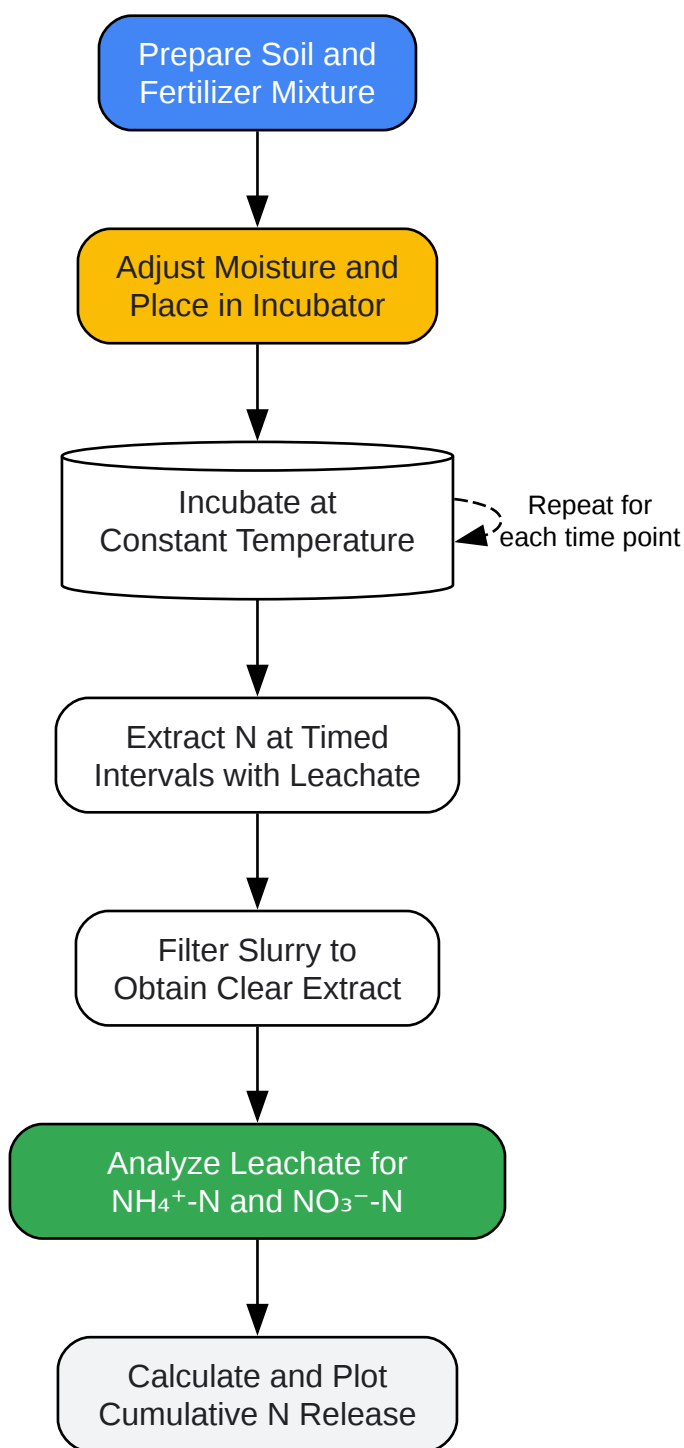 Prepare Soil and
Fertilizer Mixture
Adjust Moisture and
Place in Incubator
Incubate at
Constant Temperature
Repeat for
each time point
Extract N at Timed
Intervals with Leachate
Filter Slurry to
Obtain Clear Extract
Analyze Leachate for
NH₄⁺-N and NO₃⁻-N
Calculate and Plot
Cumulative N Release